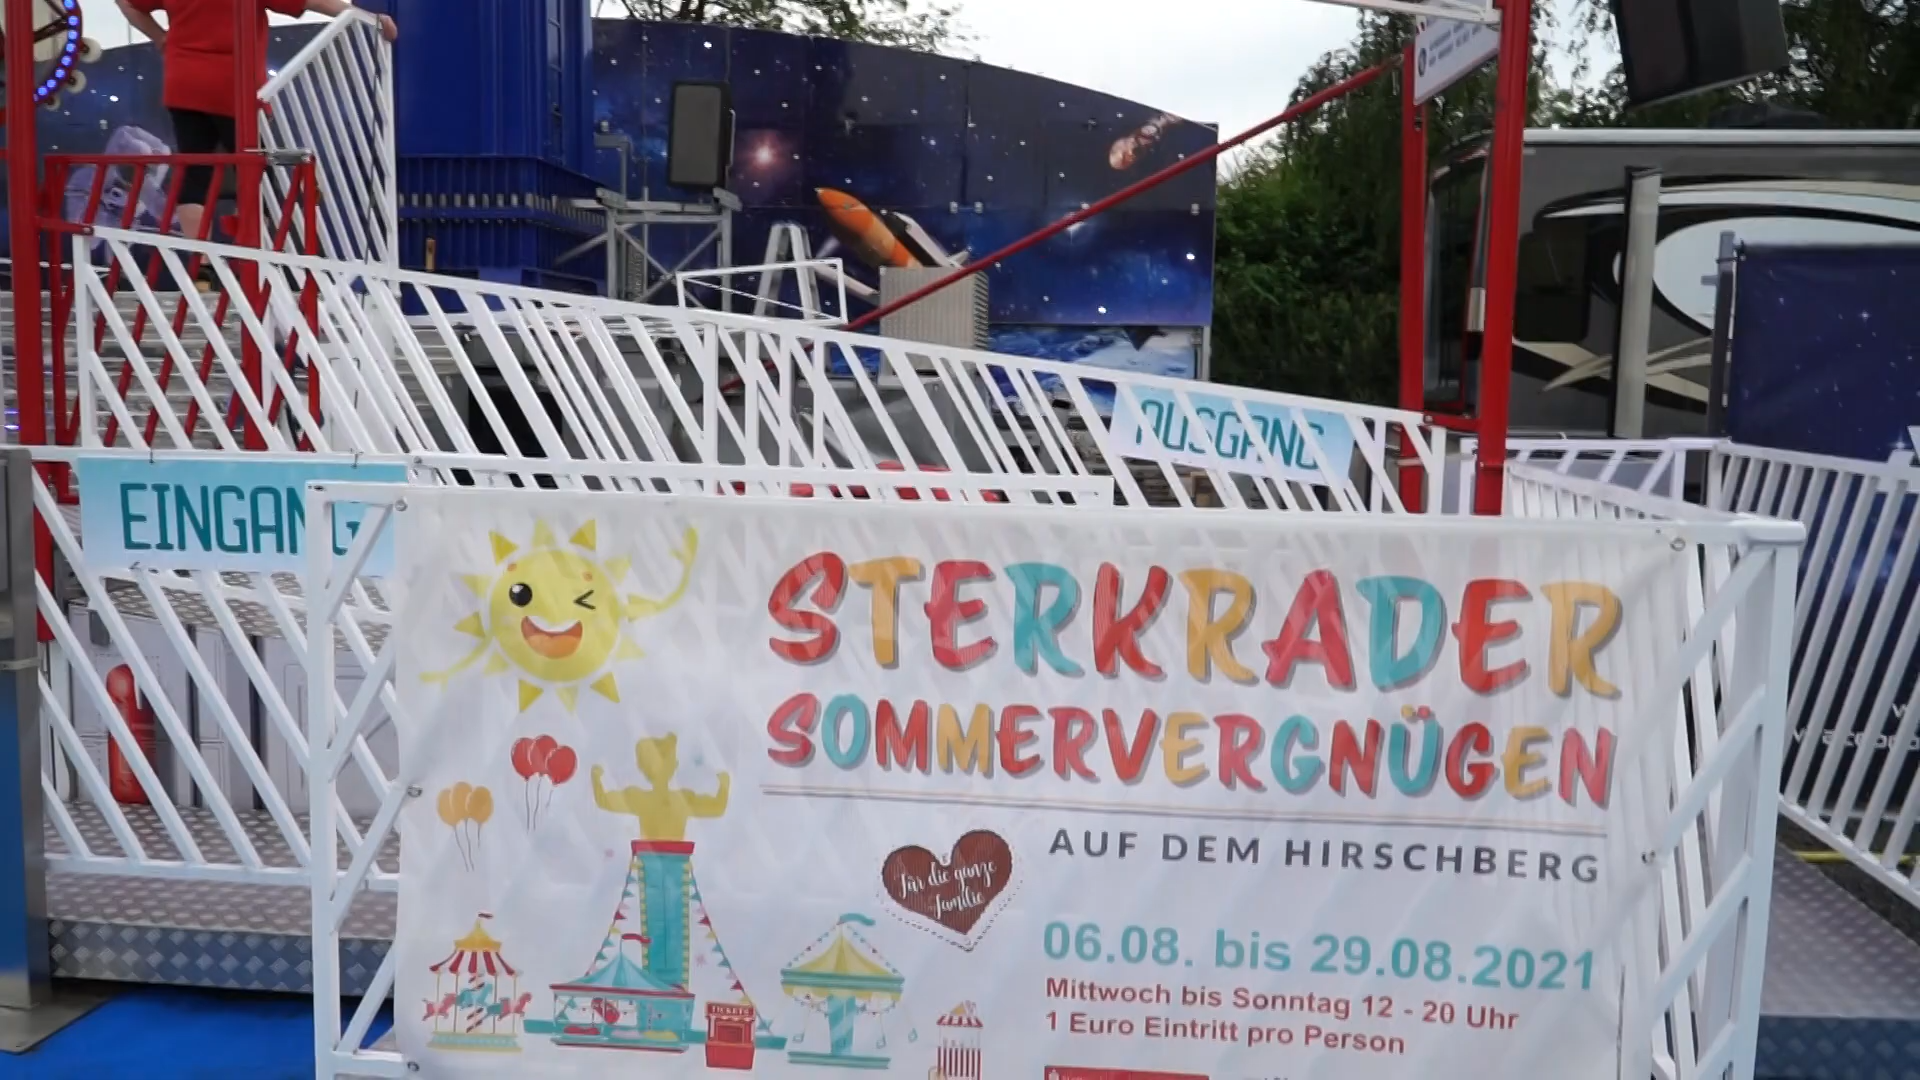 AUSGANG
EINGANG
STERKRADER
SOMMERVERGNÜGEN
AUF DEM HIRSCHBERG
Für die ganze
Familie
06.08. bis 29.08.2021
Mittwoch bis Sonntag 12 - 20 Uhr
1 Euro Eintritt pro Person
TICKETS